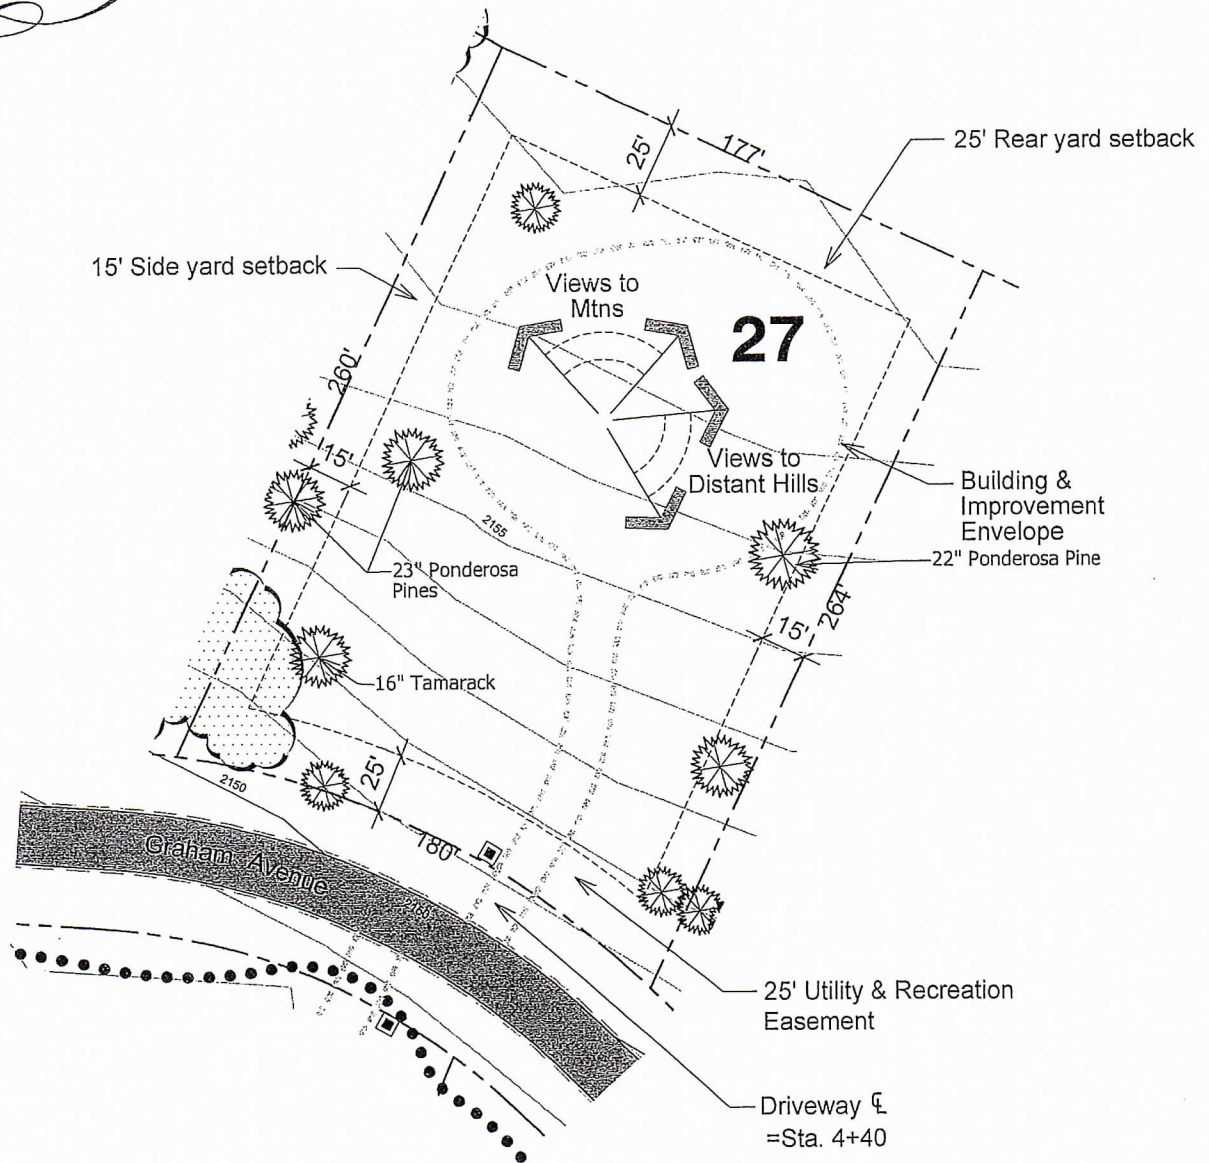 177'
25'
25' Rear yard setback
15' Side yard setback
Views to
Mtns
27
260'
15'
Views to
Distant Hills
Building &
Improvement
Envelope
2155
22" Ponderosa Pine
23" Ponderosa
Pines
264'
15'
16" Tamarack
25'
2150
180'
Graham Avenue
2150
25' Utility & Recreation
Easement
Driveway ℄
=Sta. 4+40